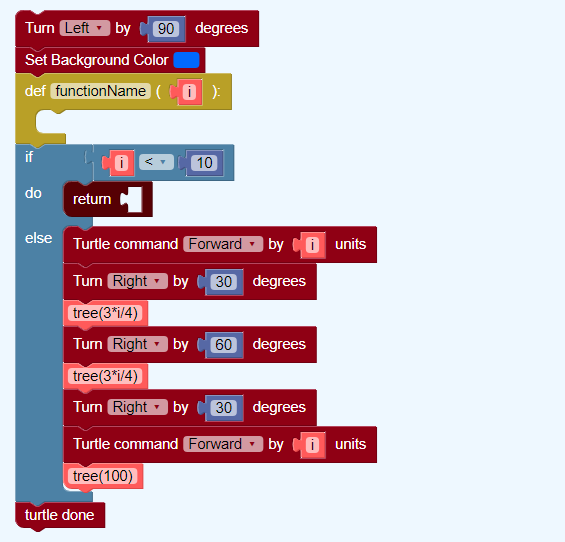 Turn Left by 90 degrees
Set Background Color
def functionName ( i ):
if i < 10
do return
else Turtle command Forward by i units
Turn Right by 30 degrees
tree(3*i/4)
Turn Right by 60 degrees
tree(3*i/4)
Turn Right by 30 degrees
Turtle command Forward by i units
tree(100)
turtle done